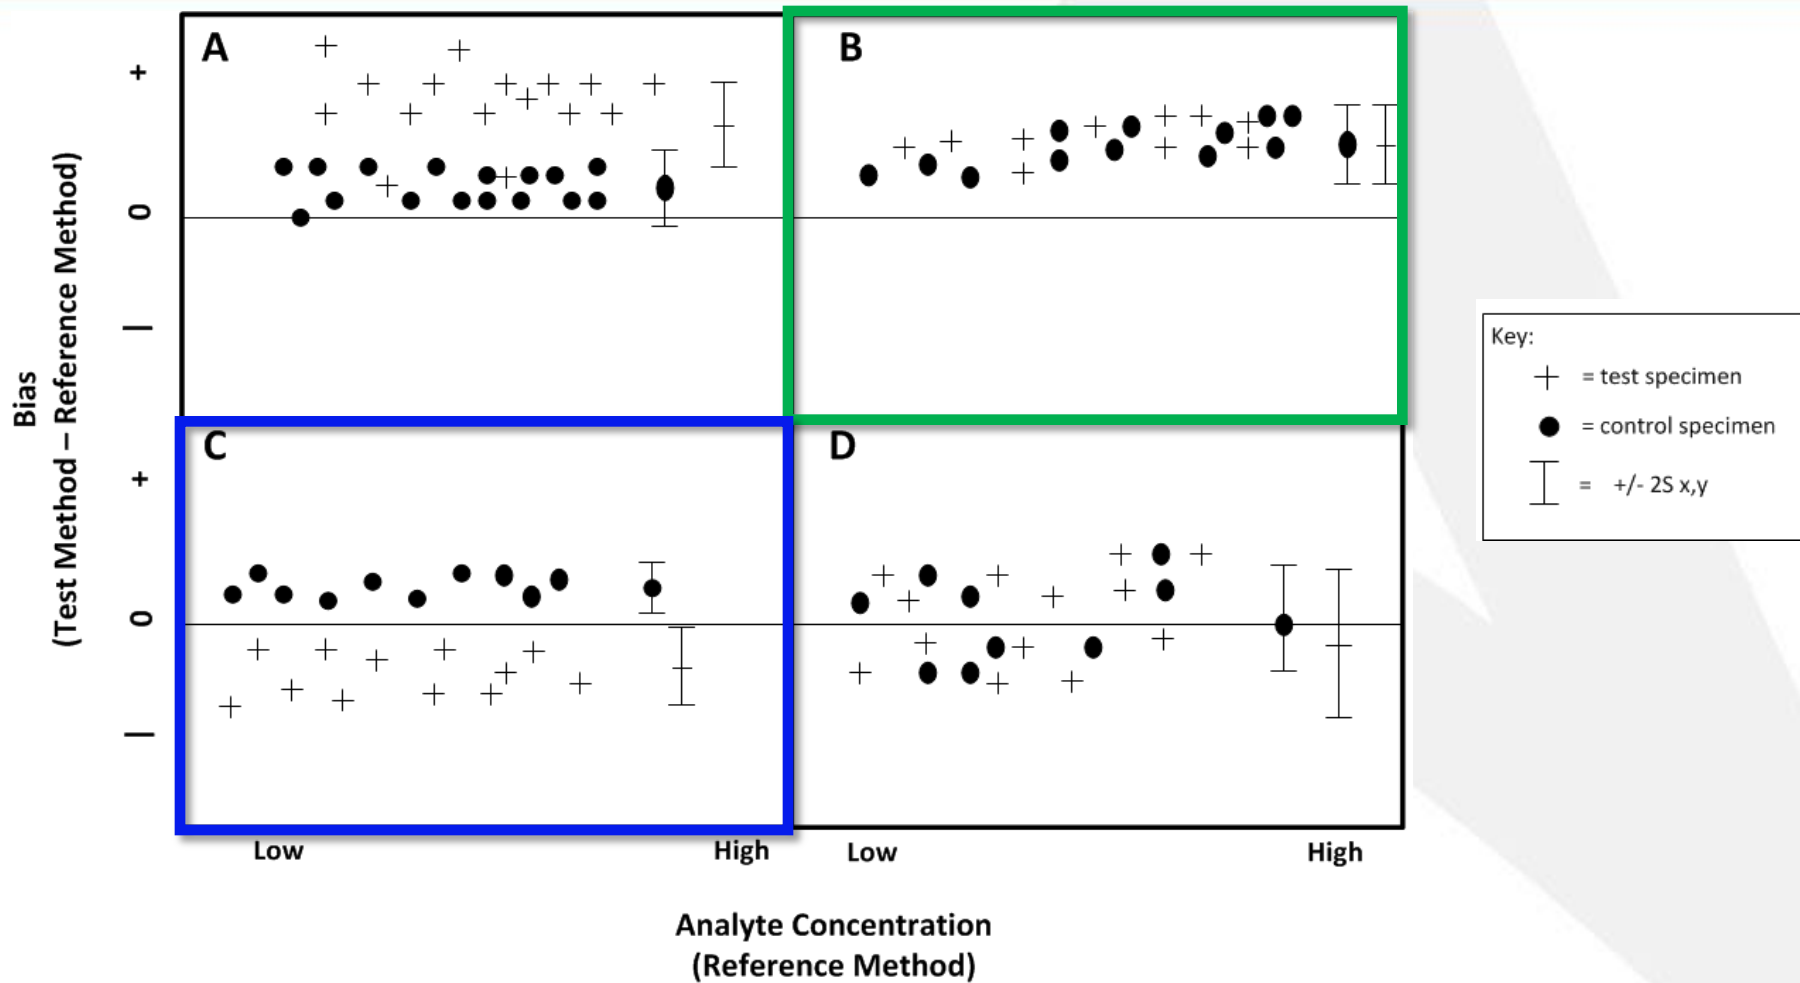 A
B
+
0
|
Bias
(Test Method – Reference Method)
C
D
+
0
|
Low
High
Low
High
Analyte Concentration
(Reference Method)
Key:
+ = test specimen
● = control specimen
= +/- 2S x,y